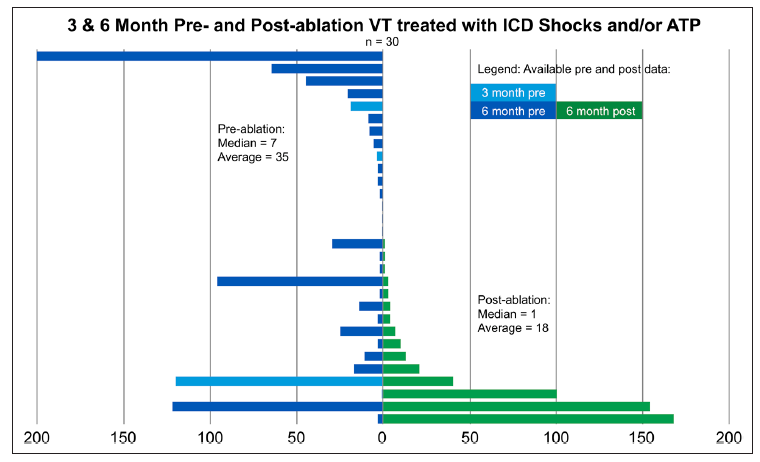 3 & 6 Month Pre- and Post-ablation VT treated with ICD Shocks and/or ATP
n = 30
Legend: Available pre and post data:
3 month pre
6 month pre 6 month post
Pre-ablation:
Median = 7
Average = 35
Post-ablation:
Median = 1
Average = 18
200 150 100 50 0 50 100 150 200